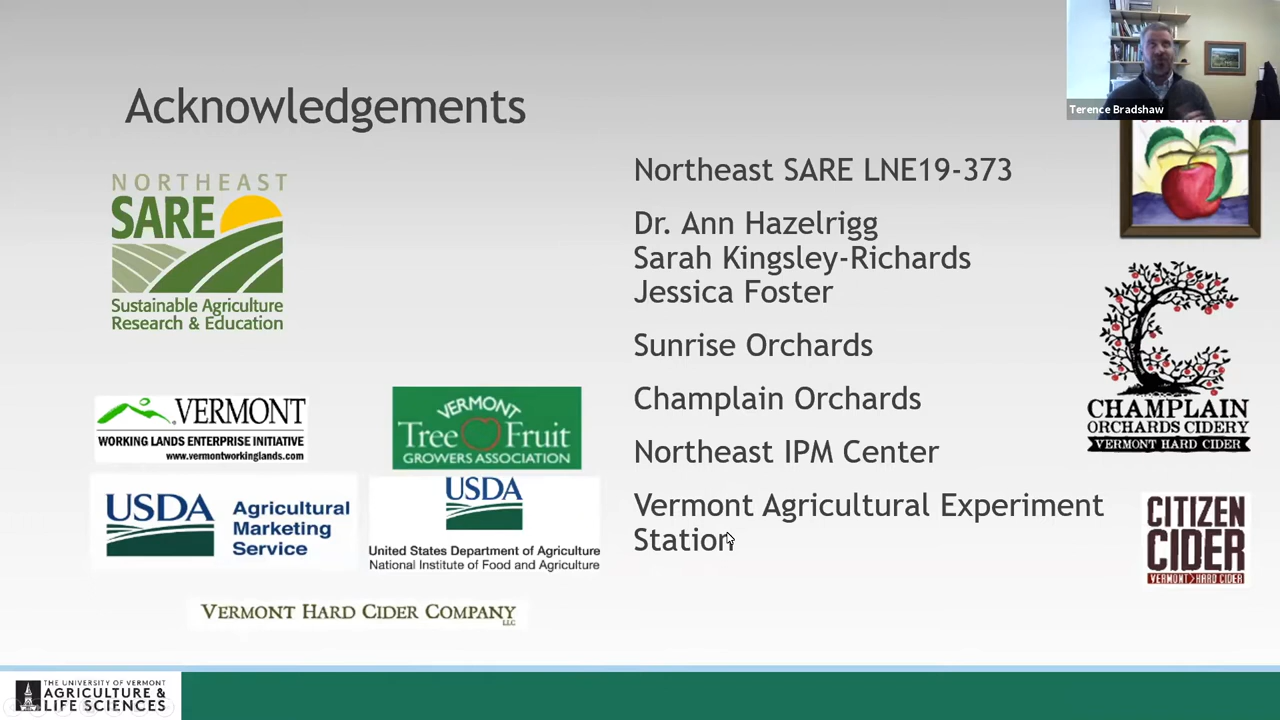 Acknowledgements
Terence Bradshaw
ORCHARDS
NORTHEAST
SARE
Sustainable Agriculture
Research & Education
Northeast SARE LNE19-373
Dr. Ann Hazelrigg
Sarah Kingsley-Richards
Jessica Foster
Sunrise Orchards
Champlain Orchards
Northeast IPM Center
Vermont Agricultural Experiment
Station
VERMONT
WORKING LANDS ENTERPRISE INITIATIVE
www.vermontworkinglands.com
VERMONT
Tree Fruit
GROWERS ASSOCIATION
USDA
Agricultural
Marketing
Service
USDA
United States Department of Agriculture
National Institute of Food and Agriculture
VERMONT HARD CIDER COMPANY
LLC
CHAMPLAIN
ORCHARDS CIDERY
VERMONT HARD CIDER
CITIZEN
CIDER
VERMONT HARD CIDER
THE UNIVERSITY OF VERMONT
AGRICULTURE &
LIFE SCIENCES